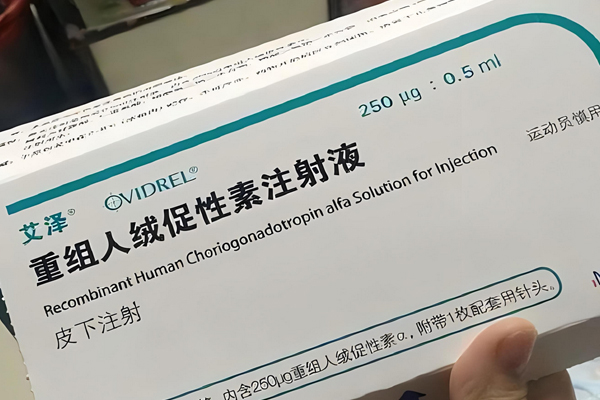 250 μg : 0.5 ml
艾泽® OVIDREL®
重组人绒促性素注射液
运动员慎用
Recombinant Human Choriogonadotropin alfa Solution for Injection
皮下注射
内含250μg重组人绒促性素α, 附带1枚配套用针头。